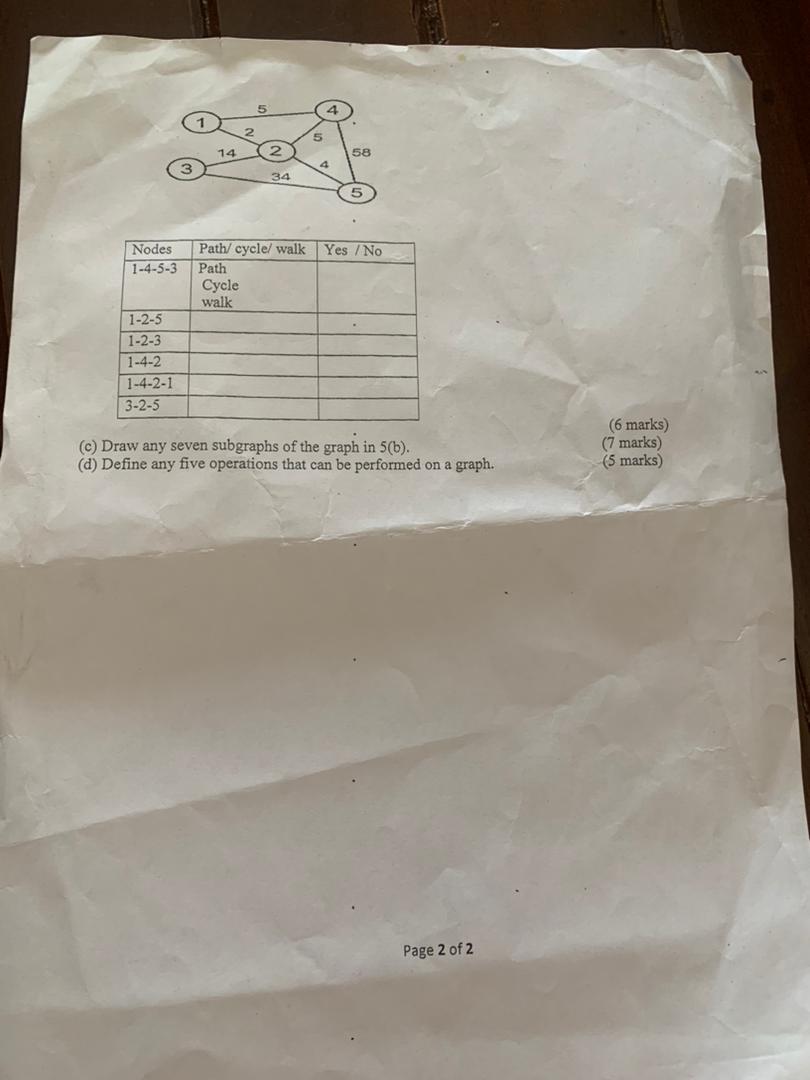 5
1
4
2
5
14
2
58
3
4
34
5
Nodes Path/ cycle/ walk Yes / No
1-4-5-3 Path
Cycle
walk
1-2-5
1-2-3
1-4-2
1-4-2-1
3-2-5
(6 marks)
(c) Draw any seven subgraphs of the graph in 5(b). (7 marks)
(d) Define any five operations that can be performed on a graph. (5 marks)
Page 2 of 2